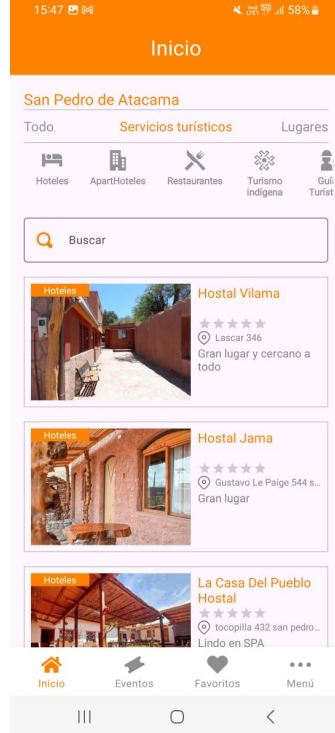 15:47 58%
Inicio
San Pedro de Atacama
Todo Servicios turísticos Lugares
Hoteles ApartHoteles Restaurantes Turismo indígena Guí Turíst
Buscar
Hoteles
Hostal Vilama
Lascar 346
Gran lugar y cercano a
todo
Hoteles
Hostal Jama
Gustavo Le Paige 544 s...
Gran lugar
Hoteles
La Casa Del Pueblo
Hostal
tocopilla 432 san pedro...
Lindo en SPA
Inicio Eventos Favoritos Menú